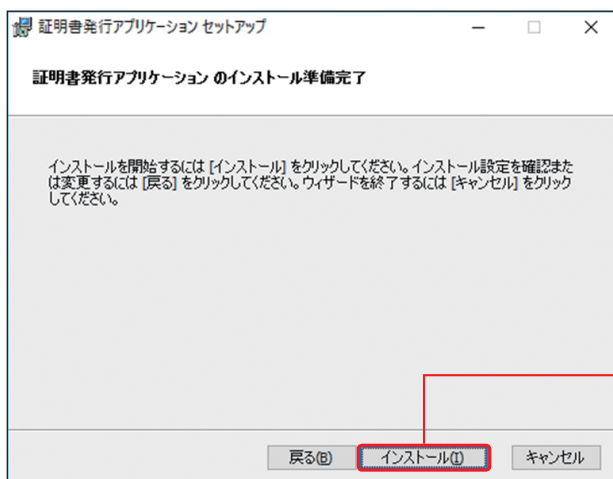 証明書発行アプリケーション セットアップ
証明書発行アプリケーション のインストール準備完了
インストールを開始するには [インストール] をクリックしてください。インストール設定を確認また
は変更するには [戻る] をクリックしてください。ウィザードを終了するには [キャンセル] をクリック
してください。
戻る(B) インストール(I) キャンセル